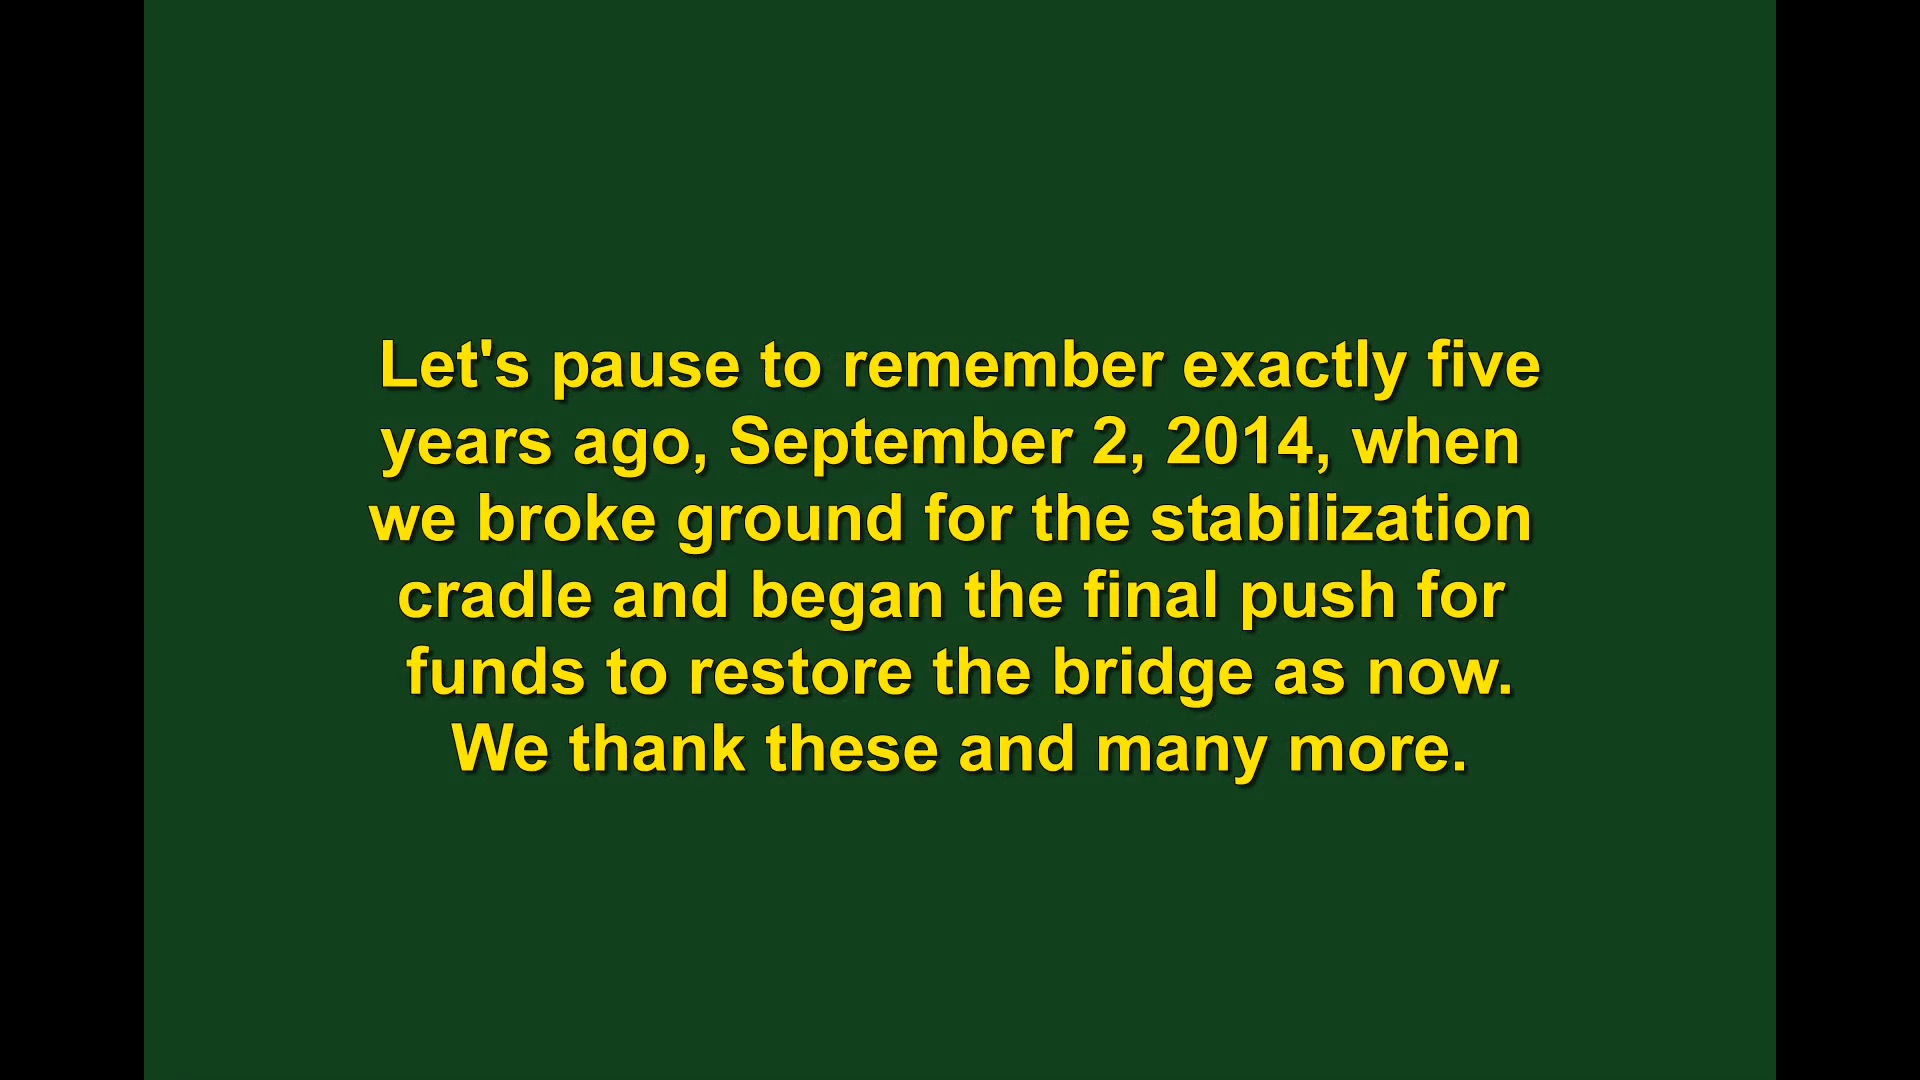 Let's pause to remember exactly five
years ago, September 2, 2014, when
we broke ground for the stabilization
cradle and began the final push for
funds to restore the bridge as now.
We thank these and many more.